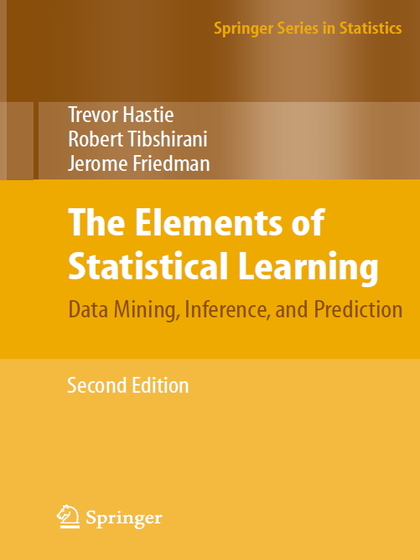 Springer Series in Statistics
Trevor Hastie
Robert Tibshirani
Jerome Friedman
The Elements of
Statistical Learning
Data Mining, Inference, and Prediction
Second Edition
Springer